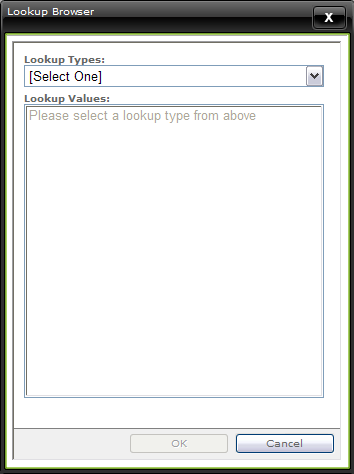 Lookup Browser
X
Lookup Types:
[Select One]
Lookup Values:
Please select a lookup type from above
OK
Cancel